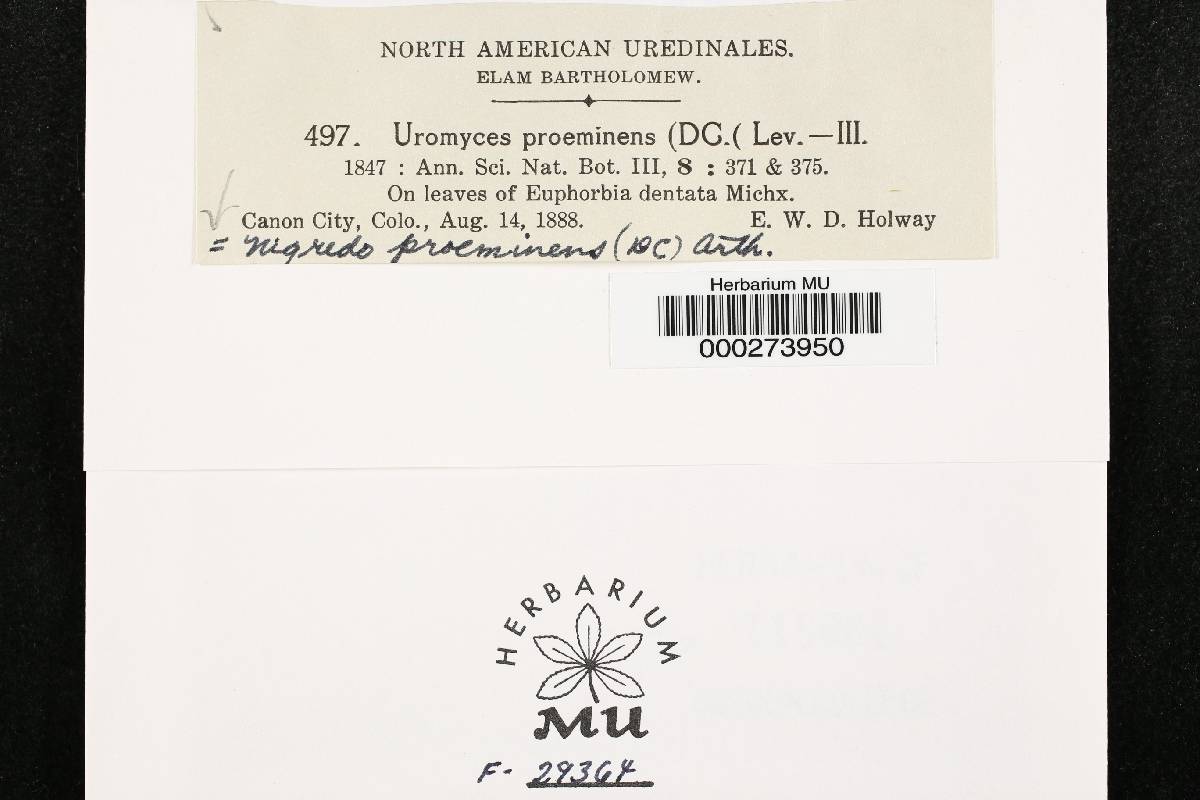 NORTH AMERICAN UREDINALES.
ELAM BARTHOLOMEW.
497. Uromyces proeminens (DC.( Lev.—III.
1847 : Ann. Sci. Nat. Bot. III, 8 : 371 & 375.
On leaves of Euphorbia dentata Michx.
Canon City, Colo., Aug. 14, 1888. E. W. D. Holway
= Nigredo proeminens (DC) Arth.
Herbarium MU
000273950
HERBARIUM
MU
F- 29364